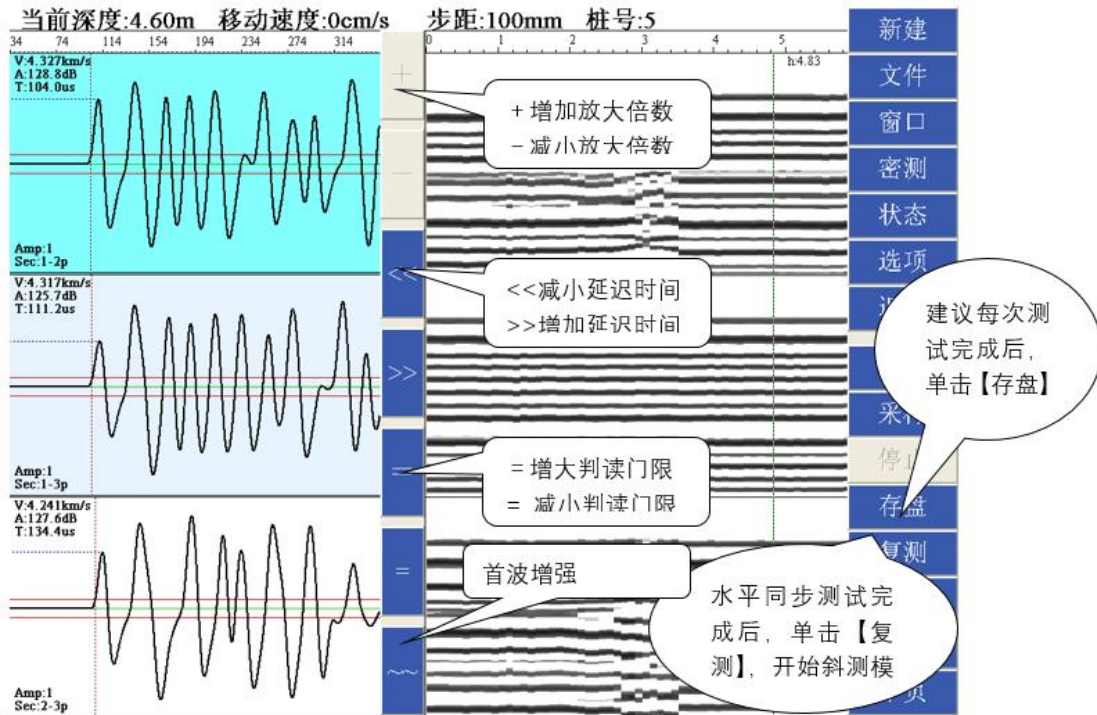 当前深度:4.60m 移动速度:0cm/s 步距:100mm 桩号:5
34 74 114 154 194 234 274 314
0 1 2 3 4 5
h:4.83
V:4.327km/s
A:128.8dB
T:104.0us
Amp:1
Sec:1-2p
V:4.317km/s
A:125.7dB
T:111.2us
Amp:1
Sec:1-3p
V:4.241km/s
A:127.6dB
T:134.4us
Amp:1
Sec:2-3p
+
−
<<
>>
=
=
~~
+增加放大倍数
−减小放大倍数
<<减小延迟时间
>>增加延迟时间
=增大判读门限
= 减小判读门限
首波增强
新建
文件
窗口
密测
状态
选项
采样
停止
存盘
复测
建议每次测
试完成后，
单击【存盘】
水平同步测试完
成后，单击【复
测】，开始斜测模